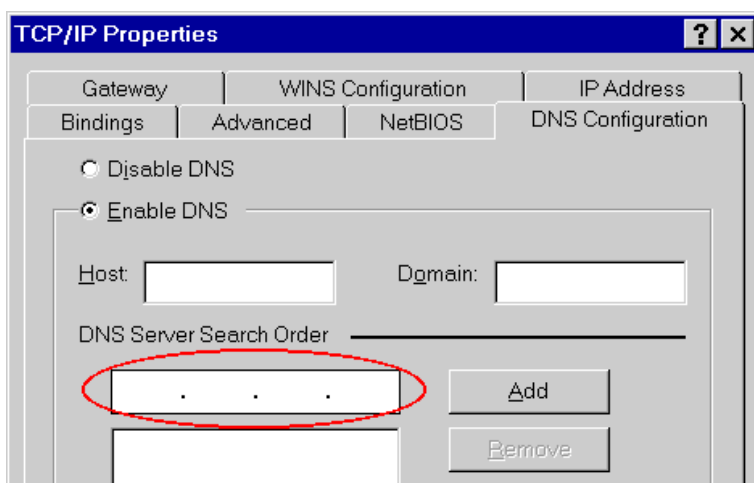 TCP/IP Properties ? ×
Gateway WINS Configuration IP Address
Bindings Advanced NetBIOS DNS Configuration
Disable DNS
Enable DNS
Host: Domain:
DNS Server Search Order
. . . Add
Remove